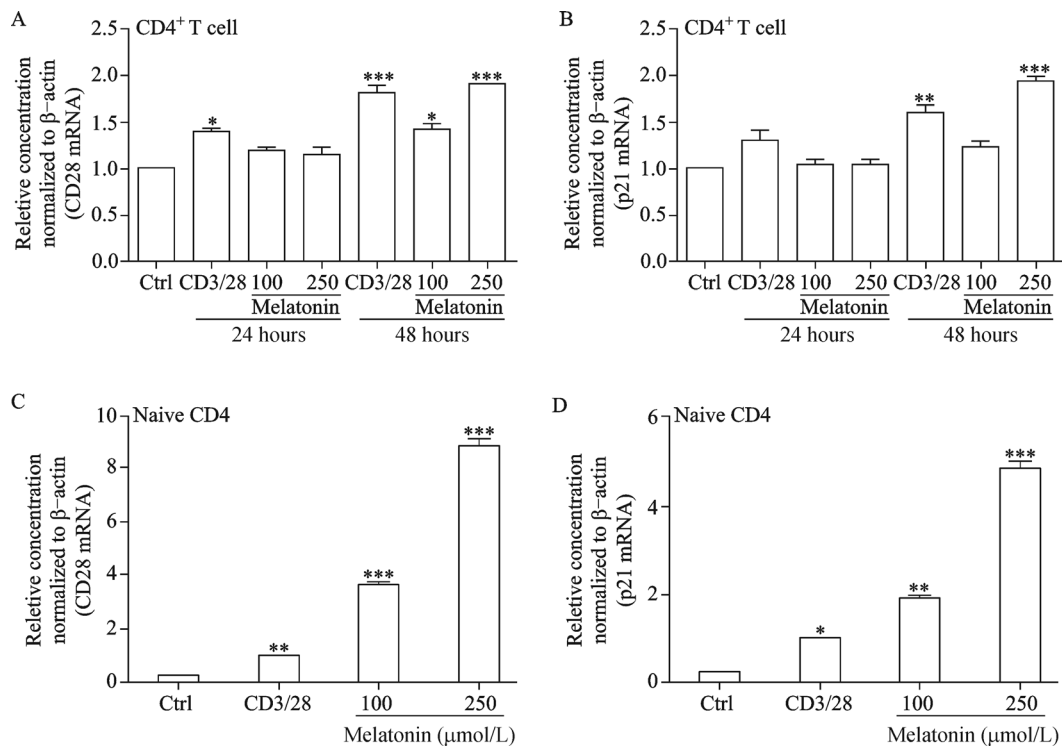 A
CD4+ T cell
Reletive concentration
normalized to β−actin
(CD28 mRNA)
2.5
2.0
1.5
1.0
0.5
0.0
*
***
*
***
Ctrl CD3/28 100 250 CD3/28 100 250
Melatonin Melatonin
24 hours 48 hours
B
CD4+ T cell
Reletive concentration
normalized to β−actin
(p21 mRNA)
2.5
2.0
1.5
1.0
0.5
0.0
**
***
Ctrl CD3/28 100 250 CD3/28 100 250
Melatonin Melatonin
24 hours 48 hours
C
Naive CD4
Reletive concentration
normalized to β−actin
(CD28 mRNA)
10
8
6
4
2
0
**
***
***
Ctrl CD3/28 100 250
Melatonin (μmol/L)
D
Naive CD4
Reletive concentration
normalized to β−actin
(p21 mRNA)
6
4
2
0
*
**
***
Ctrl CD3/28 100 250
Melatonin (μmol/L)